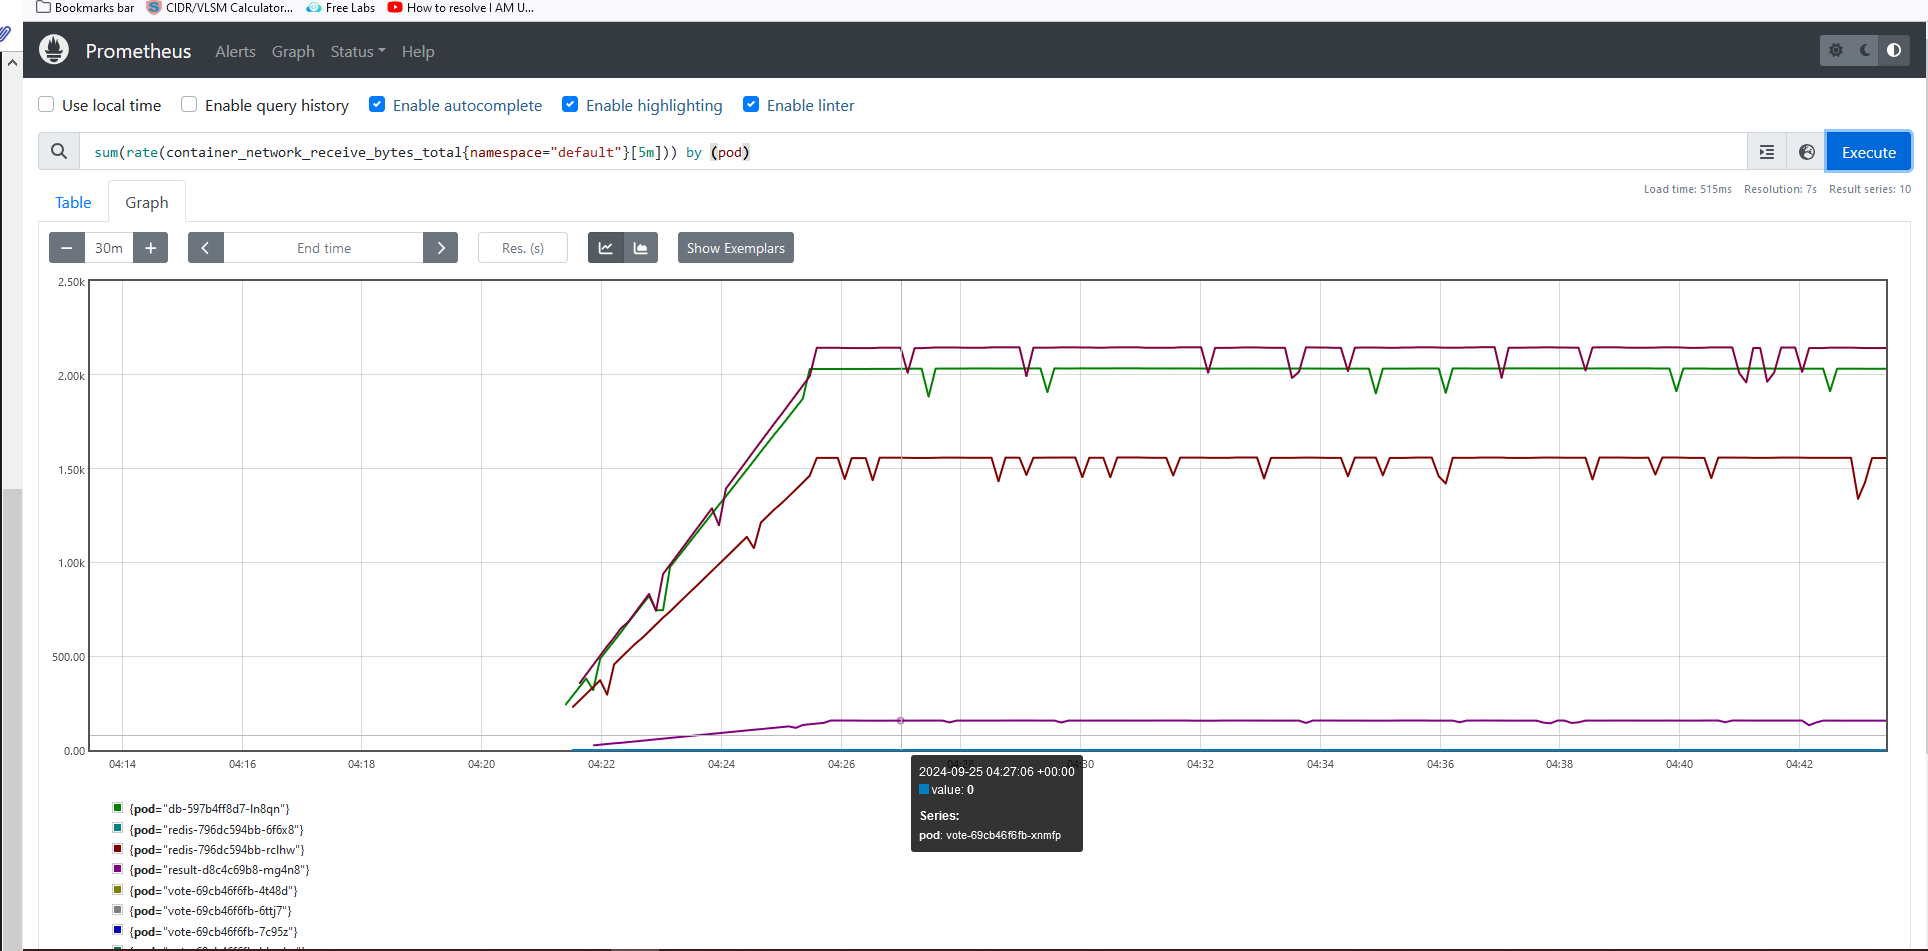 Bookmarks bar CIDR/VLSM Calculator... Free Labs How to resolve I AM U...
Prometheus Alerts Graph Status Help
Use local time Enable query history Enable autocomplete Enable highlighting Enable linter
sum(rate(container_network_receive_bytes_total{namespace="default"}[5m])) by (pod) Execute
Load time: 515ms Resolution: 7s Result series: 10
Table Graph
− 30m + End time Res. (s) Show Exemplars
2.50k
2.00k
1.50k
1.00k
500.00
0.00
04:14 04:16 04:18 04:20 04:22 04:24 04:26 04:28 04:30 04:32 04:34 04:36 04:38 04:40 04:42
2024-09-25 04:27:06 +00:00
value: 0
Series:
pod: vote-69cb46f6fb-xnmfp
{pod="db-597b4ff8d7-ln8qn"}
{pod="redis-796dc594bb-6f6x8"}
{pod="redis-796dc594bb-rclhw"}
{pod="result-d8c4c69b8-mg4n8"}
{pod="vote-69cb46f6fb-4t48d"}
{pod="vote-69cb46f6fb-6ttj7"}
{pod="vote-69cb46f6fb-7c95z"}